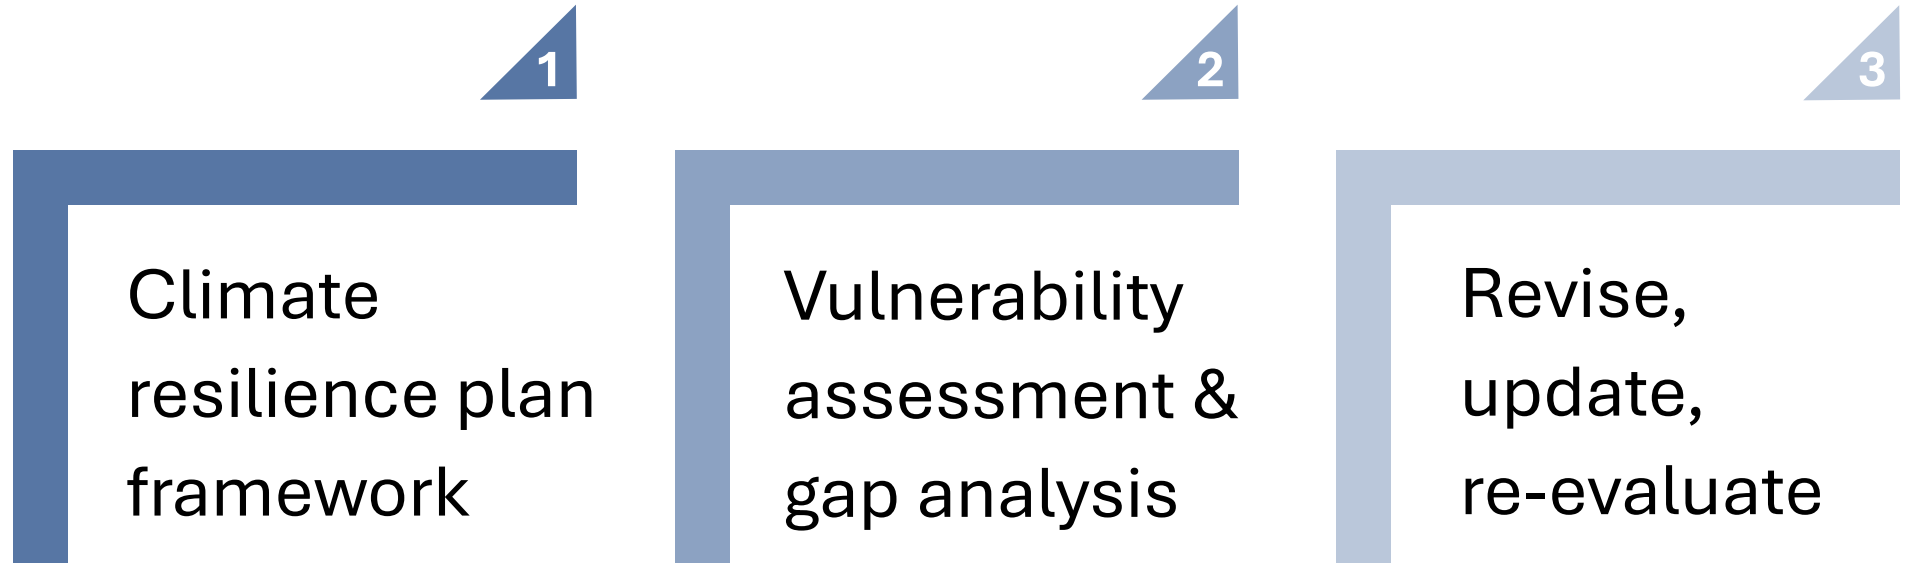 1
Climate
resilience plan
framework
2
Vulnerability
assessment &
gap analysis
3
Revise,
update,
re-evaluate